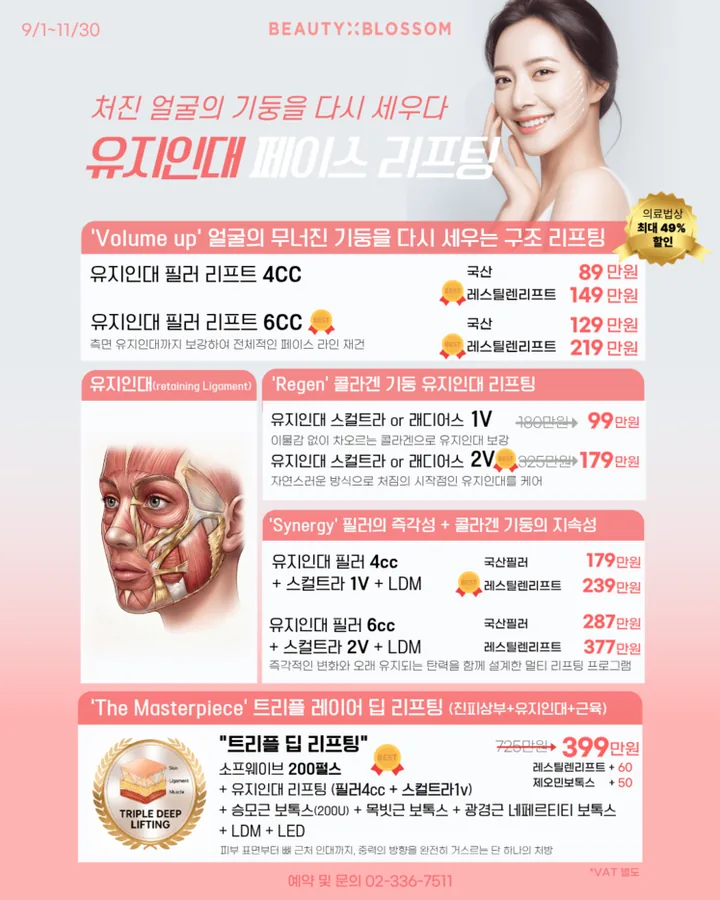 9/1~11/30
BEAUTY BLOSSOM
처진 얼굴의 기둥을 다시 세우다
유지인대 페이스 리프팅
의료법상
최대 49%
할인
'Volume up' 얼굴의 무너진 기둥을 다시 세우는 구조 리프팅
유지인대 필러 리프트 4CC
국산 89만원
BEST 레스틸렌리프트 149만원
유지인대 필러 리프트 6CC BEST
측면 유지인대까지 보강하여 전체적인 페이스 라인 재건
국산 129만원
BEST 레스틸렌리프트 219만원
유지인대(retaining Ligament)
'Regen' 콜라겐 기둥 유지인대 리프팅
유지인대 스컬트라 or 래디어스 1V 180만원 99만원
이물감 없이 차오르는 콜라겐으로 유지인대 보강
유지인대 스컬트라 or 래디어스 2V BEST 325만원 179만원
자연스러운 방식으로 처짐의 시작점인 유지인대를 케어
'Synergy' 필러의 즉각성 + 콜라겐 기둥의 지속성
유지인대 필러 4cc 국산필러 179만원
+ 스컬트라 1V + LDM BEST 레스틸렌리프트 239만원
유지인대 필러 6cc 국산필러 287만원
+ 스컬트라 2V + LDM 레스틸렌리프트 377만원
즉각적인 변화와 오래 유지되는 탄력을 함께 설계한 멀티 리프팅 프로그램
'The Masterpiece' 트리플 레이어 딥 리프팅 (진피상부+유지인대+근육)
Skin
Ligament
Muscle
TRIPLE DEEP
LIFTING
"트리플 딥 리프팅" BEST 725만원 399만원
소프웨이브 200펄스 레스틸렌리프트 + 60
+ 유지인대 리프팅 (필러4cc + 스컬트라1v) 제오민보톡스 + 50
+ 승모근 보톡스(200U) + 목빗근 보톡스 + 광경근 네페르티티 보톡스
+ LDM + LED
피부 표면부터 뼈 근처 인대까지, 중력의 방향을 완전히 거스르는 단 하나의 처방
*VAT 별도
예약 및 문의 02-336-7511